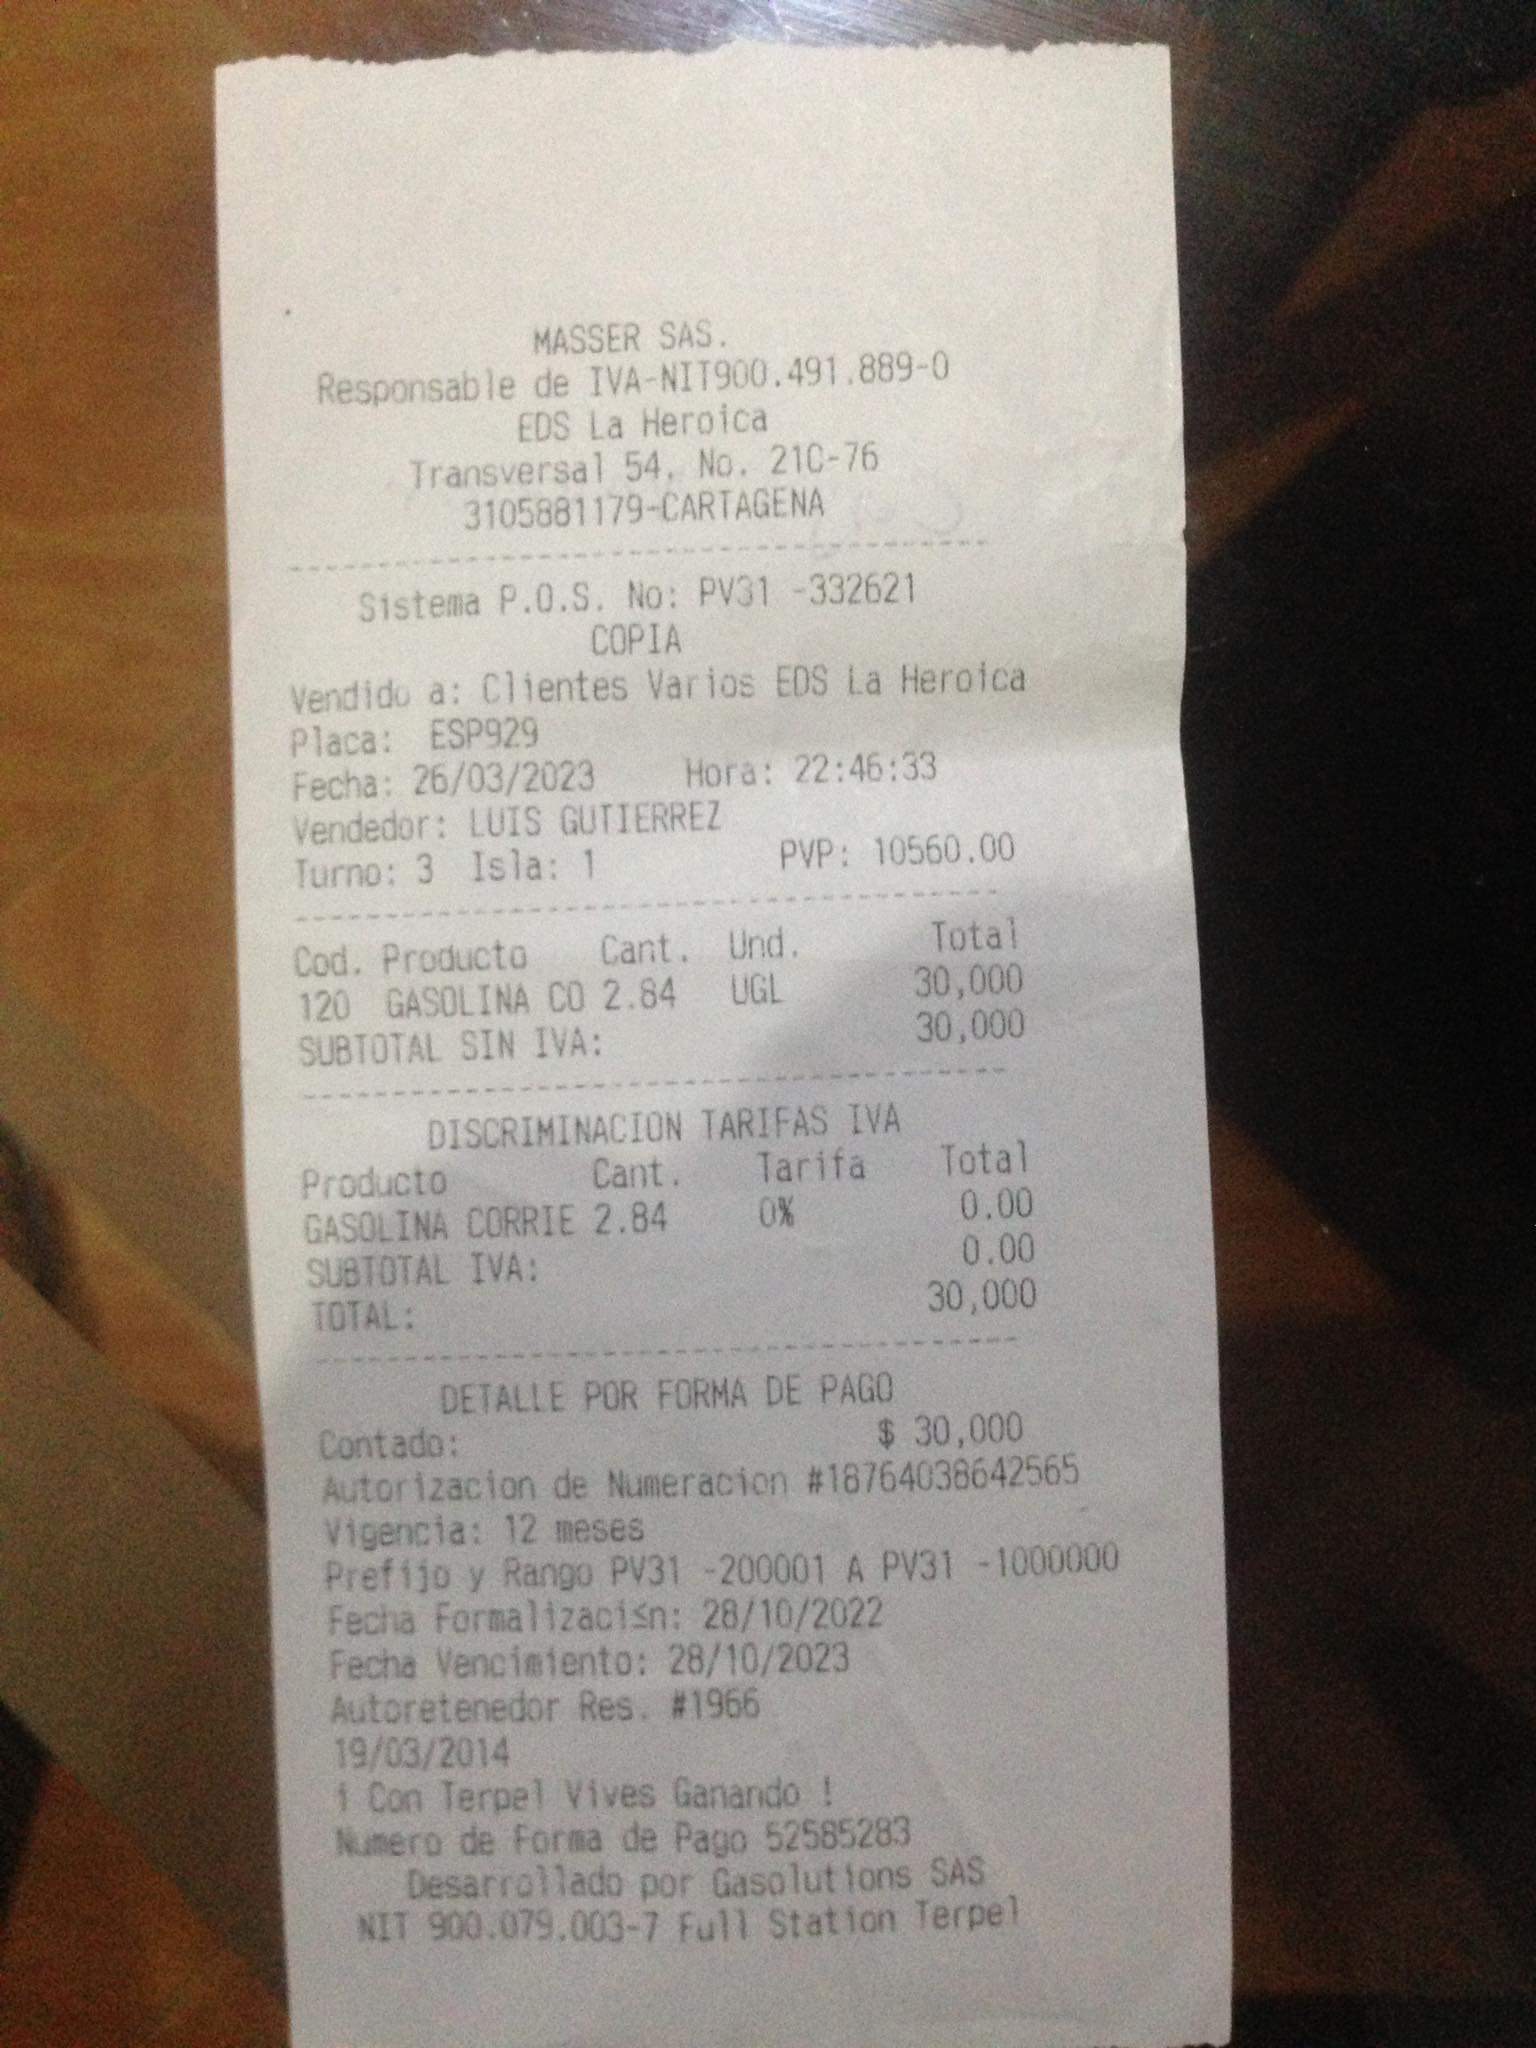 MASSER SAS.
Responsable de IVA-NIT900.491.889-0
EDS La Heroica
Transversal 54, No. 21C-76
3105881179-CARTAGENA
Sistema P.O.S. No: PV31 -332621
COPIA
Vendido a: Clientes Varios EDS La Heroica
Placa: ESP929
Fecha: 26/03/2023 Hora: 22:46:33
Vendedor: LUIS GUTIERREZ
Turno: 3 Isla: 1 PVP: 10560.00
Cod. Producto Cant. Und. Total
120 GASOLINA CO 2.84 UGL 30,000
SUBTOTAL SIN IVA: 30,000
DISCRIMINACION TARIFAS IVA
Producto Cant. Tarifa Total
GASOLINA CORRIE 2.84 0% 0.00
SUBTOTAL IVA: 0.00
TOTAL: 30,000
DETALLE POR FORMA DE PAGO
Contado: $ 30,000
Autorizacion de Numeracion #18764038642565
Vigencia: 12 meses
Prefijo y Rango PV31 -200001 A PV31 -1000000
Fecha Formalizaci≤n: 28/10/2022
Fecha Vencimiento: 28/10/2023
Autoretenedor Res. #1966
19/03/2014
¡ Con Terpel Vives Ganando !
Numero de Forma de Pago 52585283
Desarrollado por Gasolutions SAS
NIT 900.079.003-7 Full Station Terpel